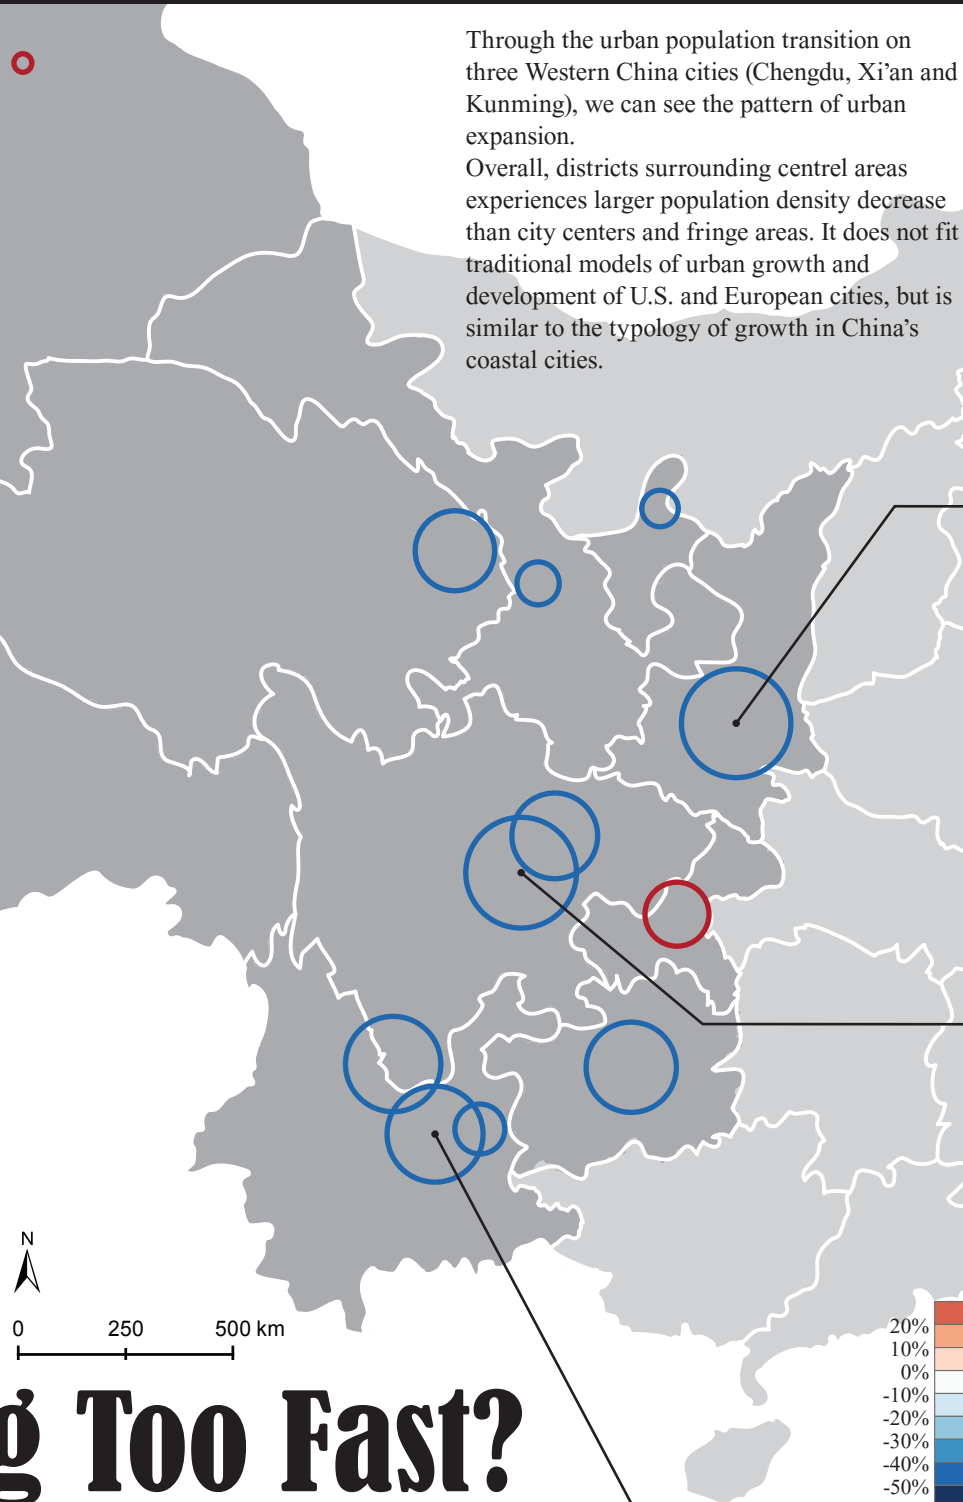 Through the urban population transition on
three Western China cities (Chengdu, Xi’an and
Kunming), we can see the pattern of urban
expansion.
Overall, districts surrounding centrel areas
experiences larger population density decrease
than city centers and fringe areas. It does not fit
traditional models of urban growth and
development of U.S. and European cities, but is
similar to the typology of growth in China’s
coastal cities.
N
0 250 500 km
20%
10%
0%
-10%
-20%
-30%
-40%
-50%
g Too Fast?